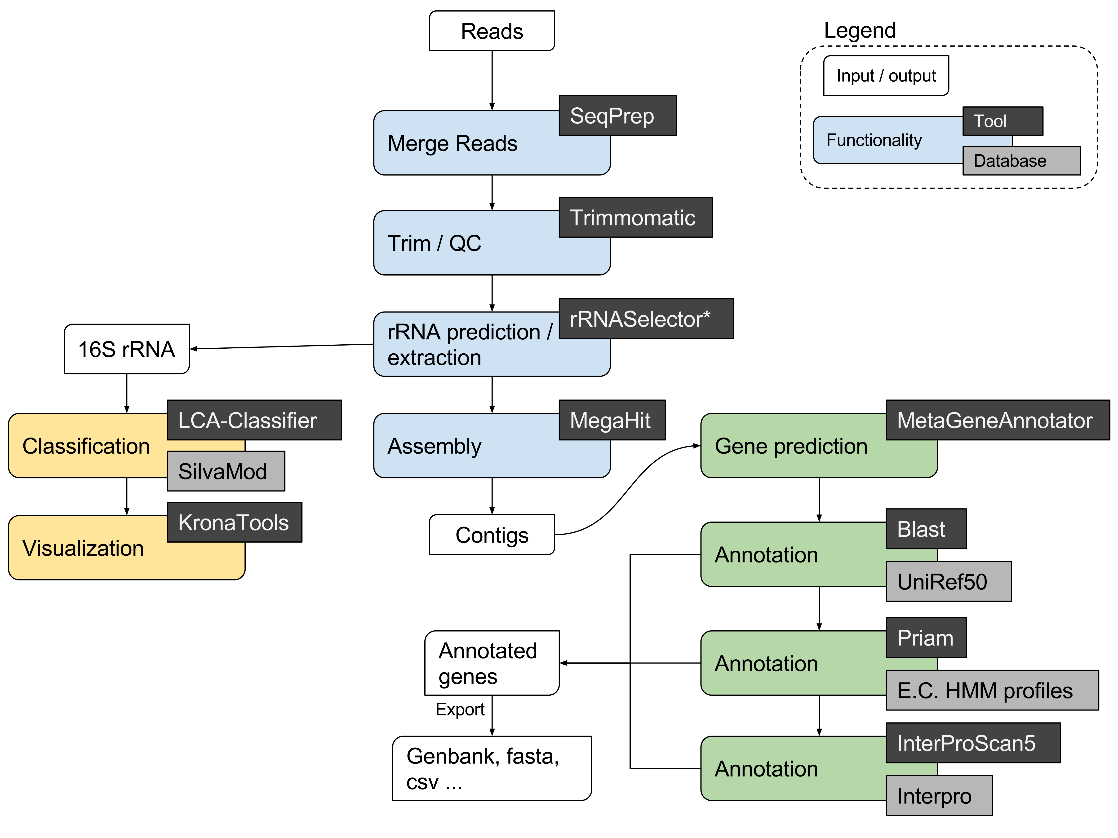 Reads
Legend
Input / output
Functionality
Tool
Database
SeqPrep
Merge Reads
Trimmomatic
Trim / QC
rRNASelector*
rRNA prediction /
extraction
16S rRNA
LCA-Classifier
Classification
SilvaMod
KronaTools
Visualization
MegaHit
Assembly
Contigs
MetaGeneAnnotator
Gene prediction
Blast
Annotation
UniRef50
Priam
Annotation
E.C. HMM profiles
InterProScan5
Annotation
Interpro
Annotated
genes
Export
Genbank, fasta,
csv ...